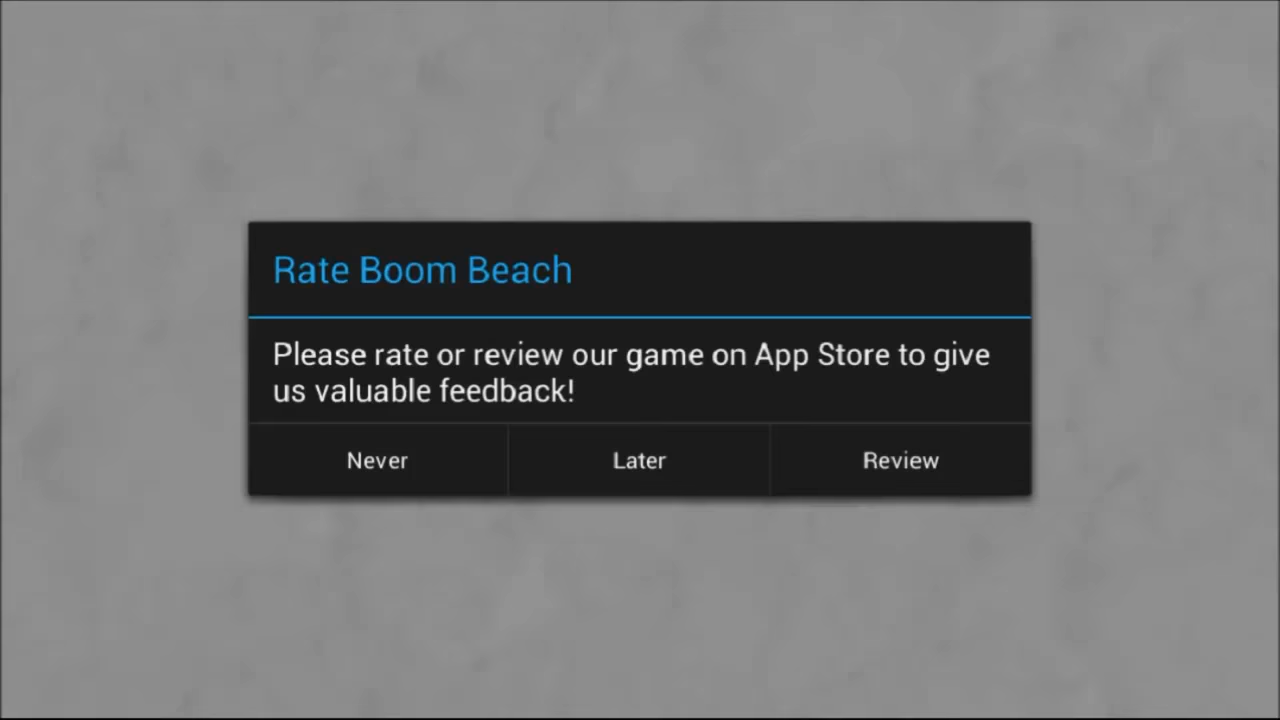 Rate Boom Beach
Please rate or review our game on App Store to give
us valuable feedback!
Never
Later
Review